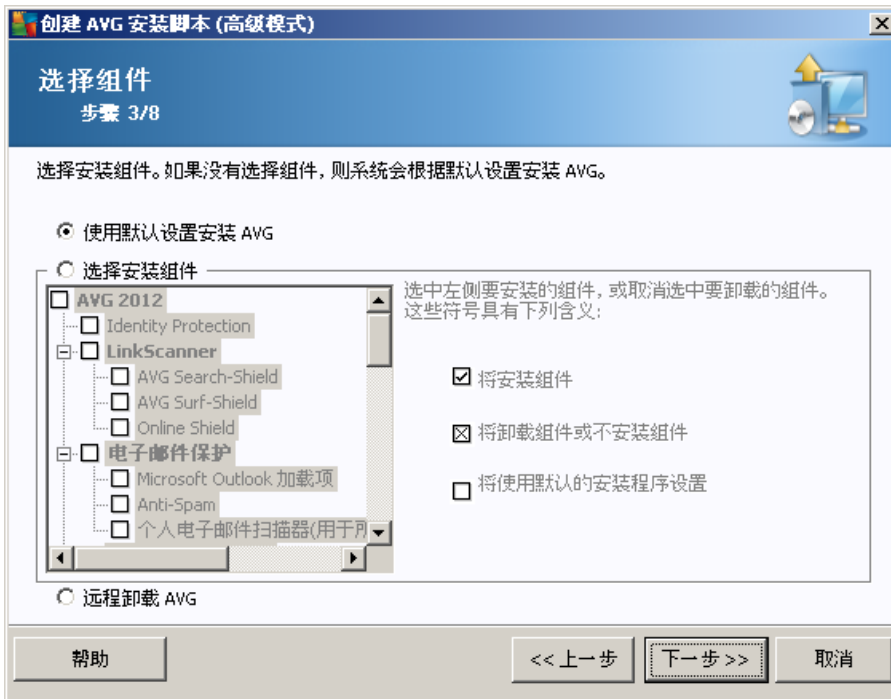 创建 AVG 安装脚本 (高级模式)
选择组件
步骤 3/8
选择安装组件。如果没有选择组件, 则系统会根据默认设置安装 AVG。
使用默认设置安装 AVG
选择安装组件
AVG 2012
Identity Protection
LinkScanner
AVG Search-Shield
AVG Surf-Shield
Online Shield
电子邮件保护
Microsoft Outlook 加载项
Anti-Spam
个人电子邮件扫描器(用于
选中左侧要安装的组件, 或取消选中要卸载的组件。
这些符号具有下列含义:
将安装组件
将卸载组件或不安装组件
将使用默认的安装程序设置
远程卸载 AVG
帮助
<< 上一步
下一步 >>
取消